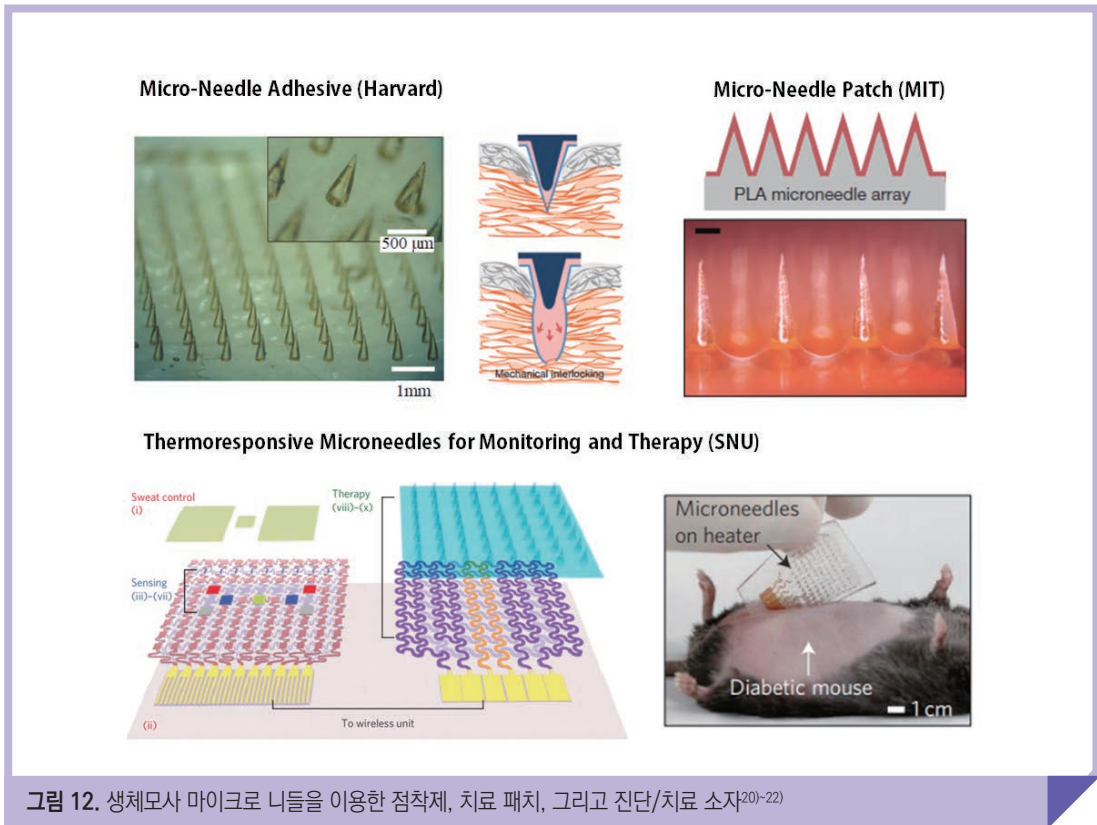 Micro-Needle Adhesive (Harvard)
500 μm
1mm
Mechanical interlocking
Micro-Needle Patch (MIT)
PLA microneedle array
Thermoresponsive Microneedles for Monitoring and Therapy (SNU)
Sweat control
(i)
Sensing
(iii)–(vii)
(ii)
Therapy
(viii)–(x)
To wireless unit
Microneedles
on heater
Diabetic mouse
1 cm
그림 12. 생체모사 마이크로 니들을 이용한 점착제, 치료 패치, 그리고 진단/치료 소자20)~22)